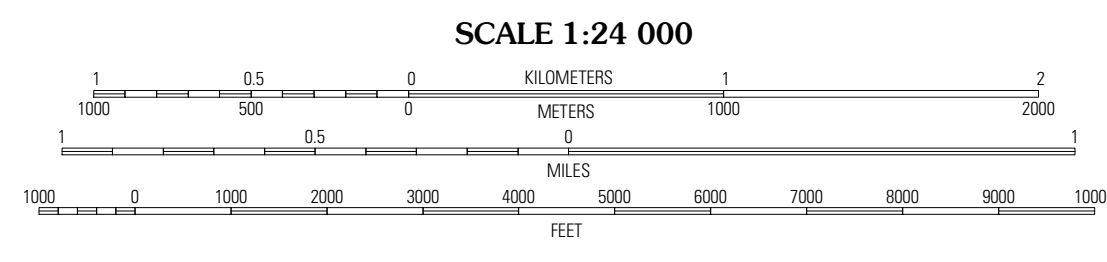 SCALE 1:24 000
1 0.5 0 KILOMETERS 1 2
1000 500 0 METERS 1000 2000
1 0.5 0 1
MILES
1000 0 1000 2000 3000 4000 5000 6000 7000 8000 9000 1000
FEET